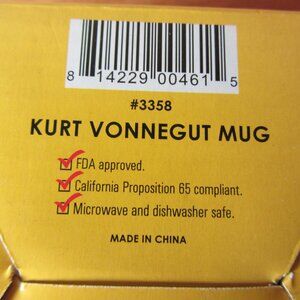 8 14229 00461 5
#3358
KURT VONNEGUT MUG
FDA approved.
California Proposition 65 compliant.
Microwave and dishwasher safe.
MADE IN CHINA